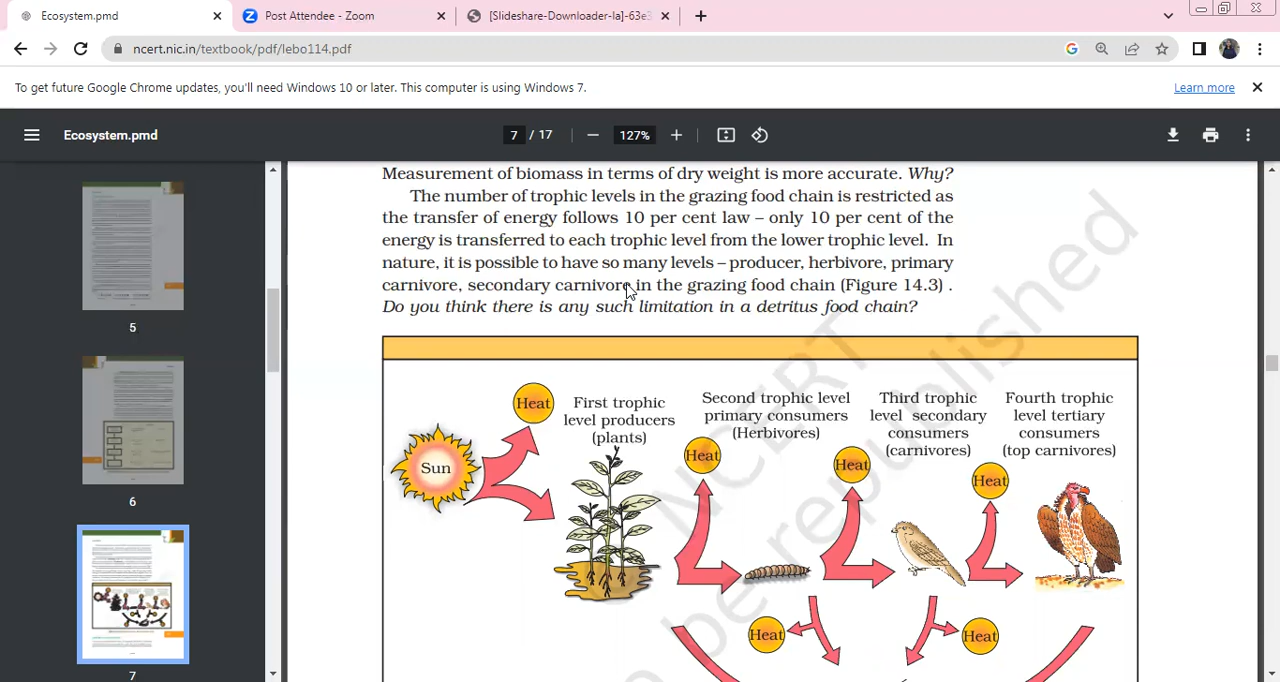 Ecosystem.pmd
Post Attendee - Zoom
[Slideshare-Downloader-la]-63e3
ncert.nic.in/textbook/pdf/lebo114.pdf
To get future Google Chrome updates, you'll need Windows 10 or later. This computer is using Windows 7.
Learn more
Ecosystem.pmd
7 / 17
127%
5
6
7
Measurement of biomass in terms of dry weight is more accurate. Why?
The number of trophic levels in the grazing food chain is restricted as
the transfer of energy follows 10 per cent law – only 10 per cent of the
energy is transferred to each trophic level from the lower trophic level. In
nature, it is possible to have so many levels – producer, herbivore, primary
carnivore, secondary carnivore in the grazing food chain (Figure 14.3) .
Do you think there is any such limitation in a detritus food chain?
Sun
Heat
First trophic
level producers
(plants)
Heat
Second trophic level
primary consumers
(Herbivores)
Heat
Third trophic
level secondary
consumers
(carnivores)
Heat
Fourth trophic
level tertiary
consumers
(top carnivores)
Heat
Heat
NCERT
be republished